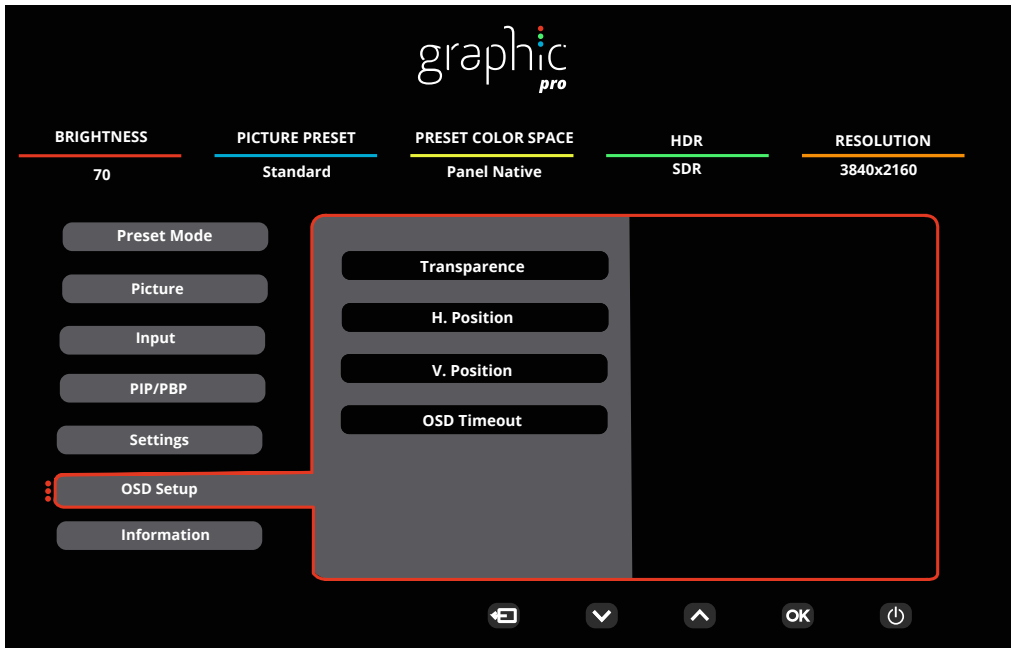 graphic
pro
BRIGHTNESS PICTURE PRESET PRESET COLOR SPACE HDR RESOLUTION
70 Standard Panel Native SDR 3840x2160
Preset Mode
Picture
Input
PIP/PBP
Settings
OSD Setup
Information
Transparence
H. Position
V. Position
OSD Timeout
OK